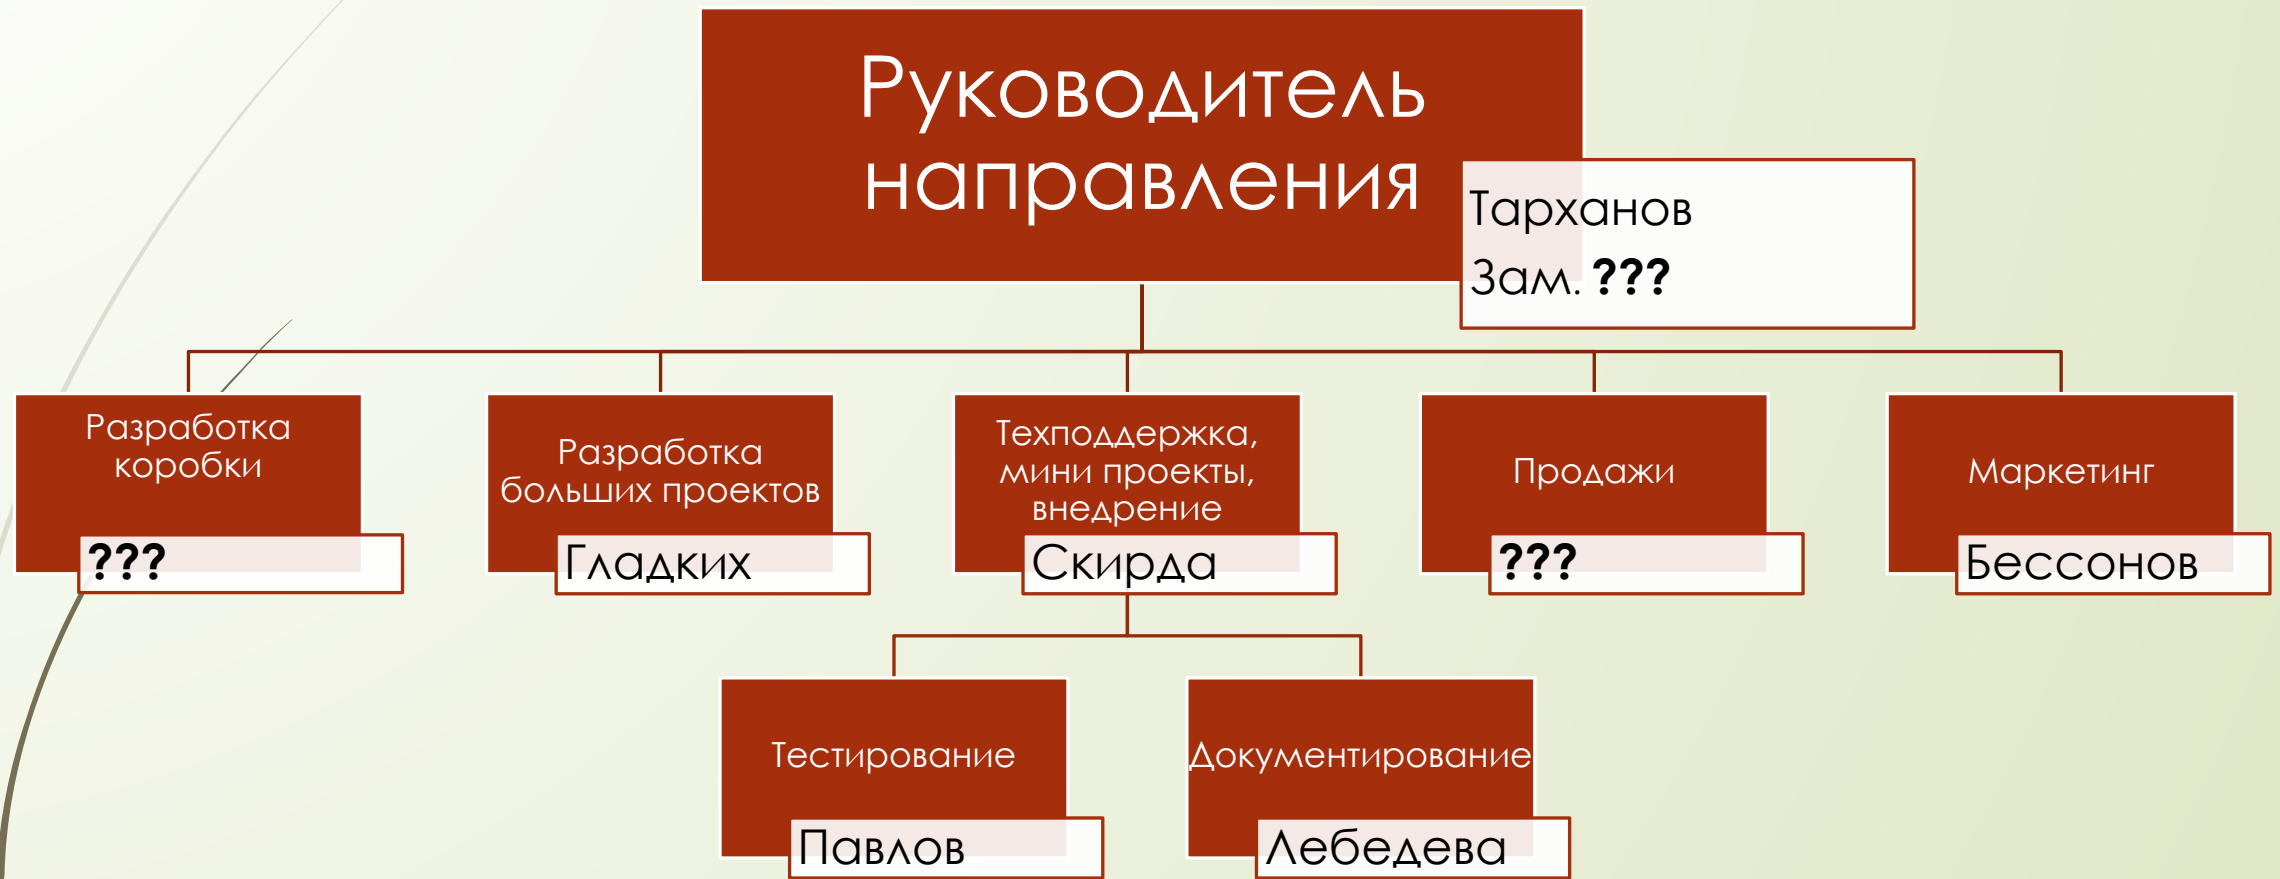 Руководитель
направления
Тарханов
Зам. ???
Разработка
коробки
???
Разработка
больших проектов
Гладких
Техподдержка,
мини проекты,
внедрение
Скирда
Продажи
???
Маркетинг
Бессонов
Тестирование
Павлов
Документирование
Лебедева